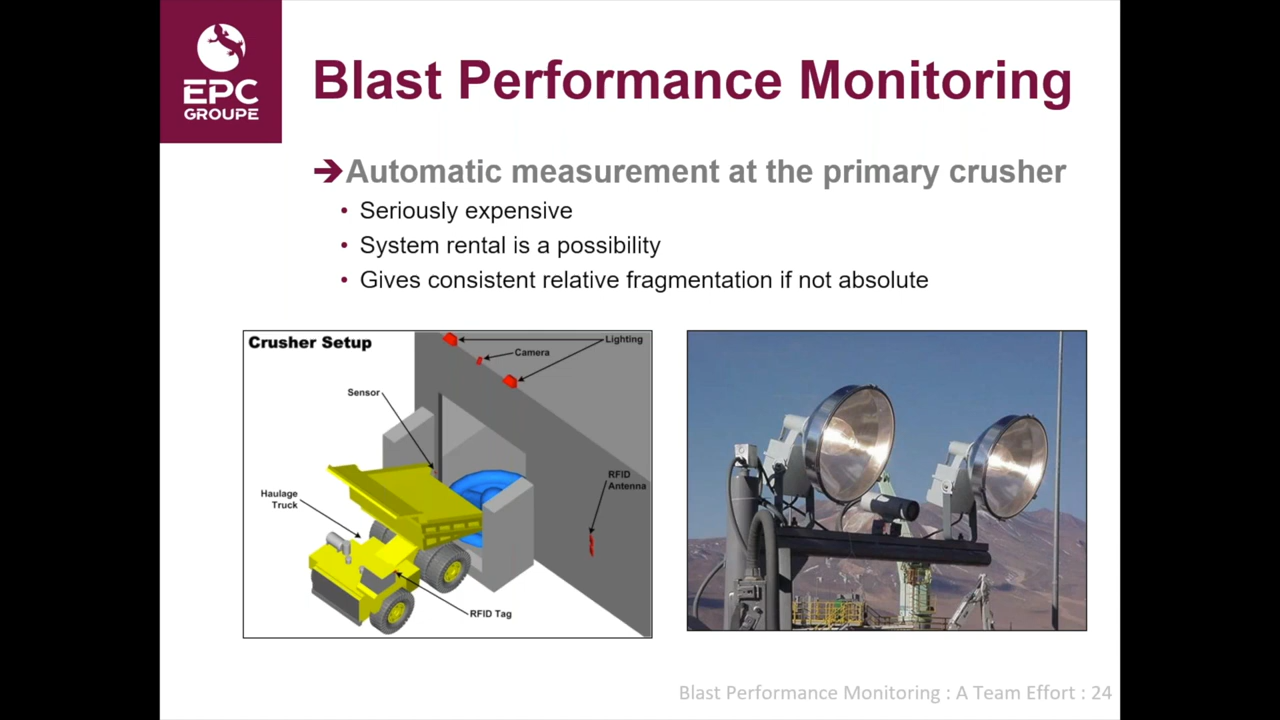 EPC
GROUPE
Blast Performance Monitoring
Automatic measurement at the primary crusher
• Seriously expensive
• System rental is a possibility
• Gives consistent relative fragmentation if not absolute
Crusher Setup
Lighting
Camera
Sensor
RFID
Antenna
Haulage
Truck
RFID Tag
Blast Performance Monitoring : A Team Effort : 24